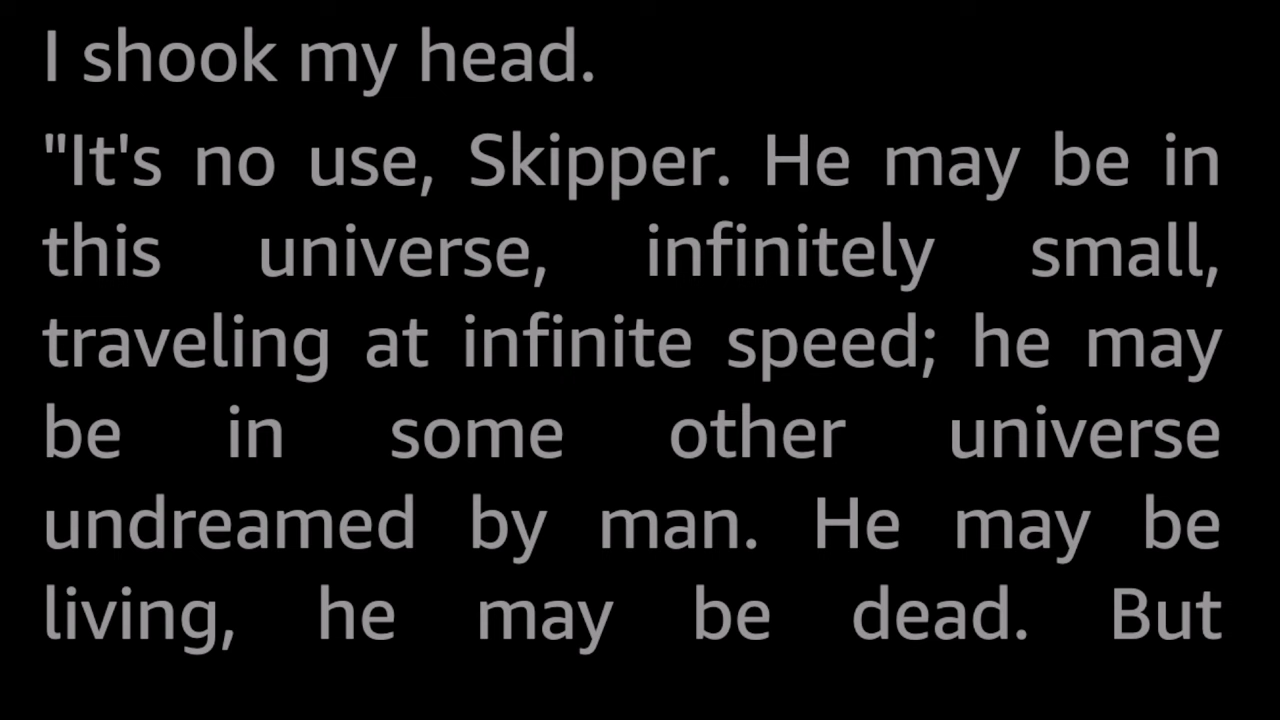 I shook my head.
"It's no use, Skipper. He may be in
this universe, infinitely small,
traveling at infinite speed; he may
be in some other universe
undreamed by man. He may be
living, he may be dead. But